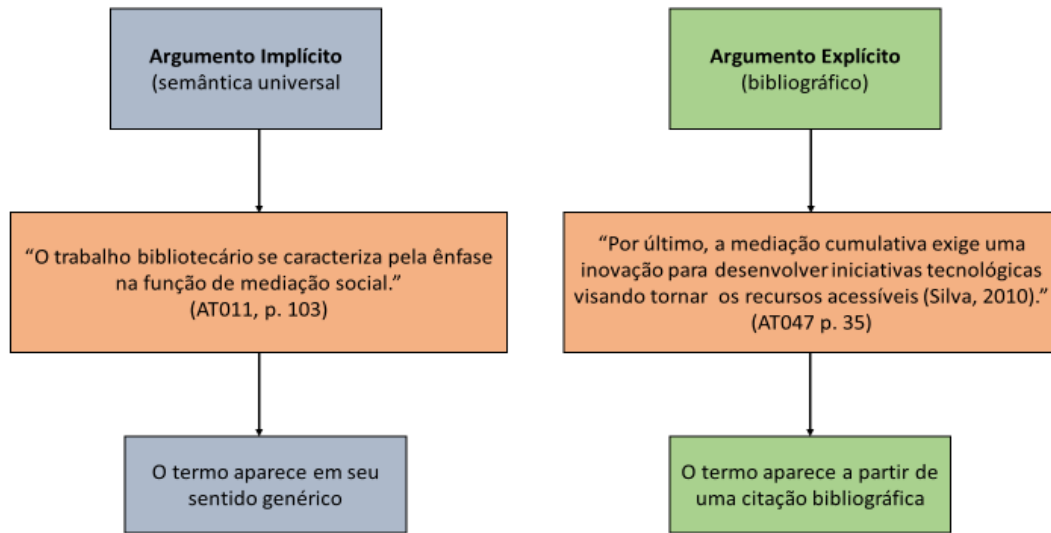 Argumento Implícito
(semântica universal
“O trabalho bibliotecário se caracteriza pela ênfase
na função de mediação social.”
(AT011, p. 103)
O termo aparece em seu
sentido genérico
Argumento Explícito
(bibliográfico)
“Por último, a mediação cumulativa exige uma
inovação para desenvolver iniciativas tecnológicas
visando tornar os recursos acessíveis (Silva, 2010).”
(AT047 p. 35)
O termo aparece a partir de
uma citação bibliográfica